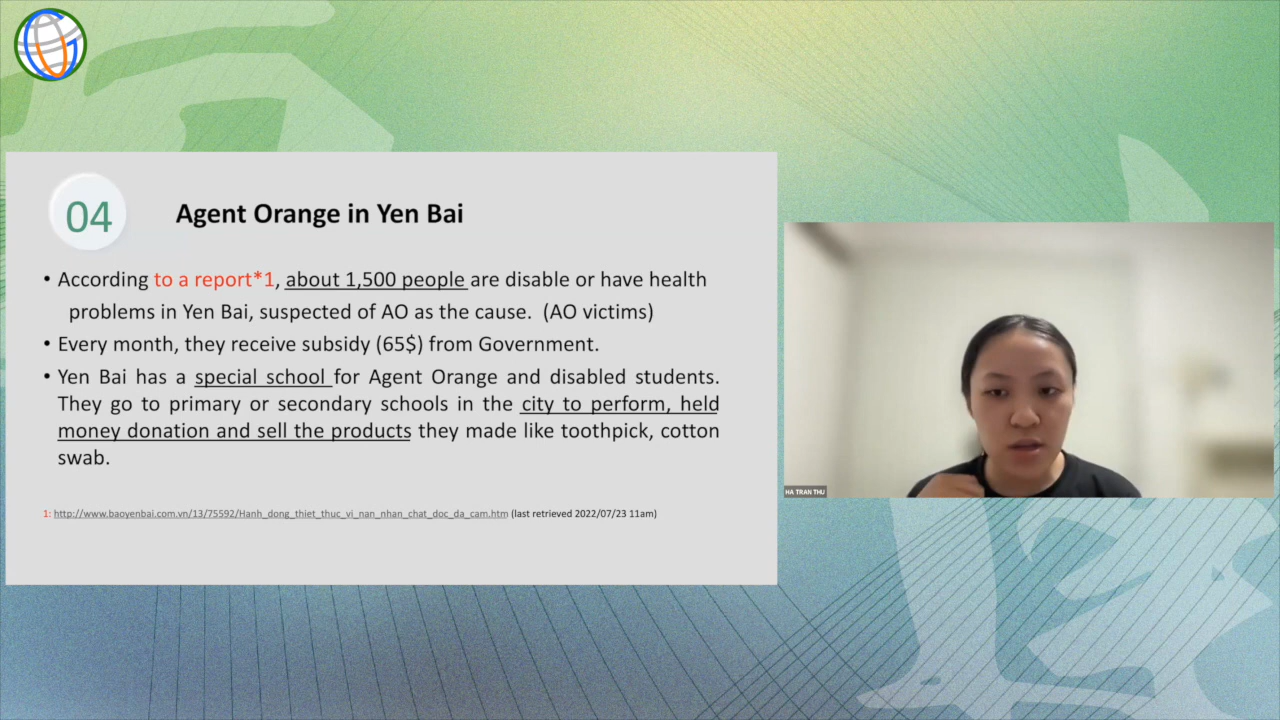 04
Agent Orange in Yen Bai
• According to a report*1, about 1,500 people are disable or have health
problems in Yen Bai, suspected of AO as the cause. (AO victims)
• Every month, they receive subsidy (65$) from Government.
• Yen Bai has a special school for Agent Orange and disabled students.
They go to primary or secondary schools in the city to perform, held
money donation and sell the products they made like toothpick, cotton
swab.
1: http://www.baoyenbai.com.vn/13/75592/Hanh_dong_thiet_thuc_vi_nan_nhan_chat_doc_da_cam.htm (last retrieved 2022/07/23 11am)
HA TRAN THU